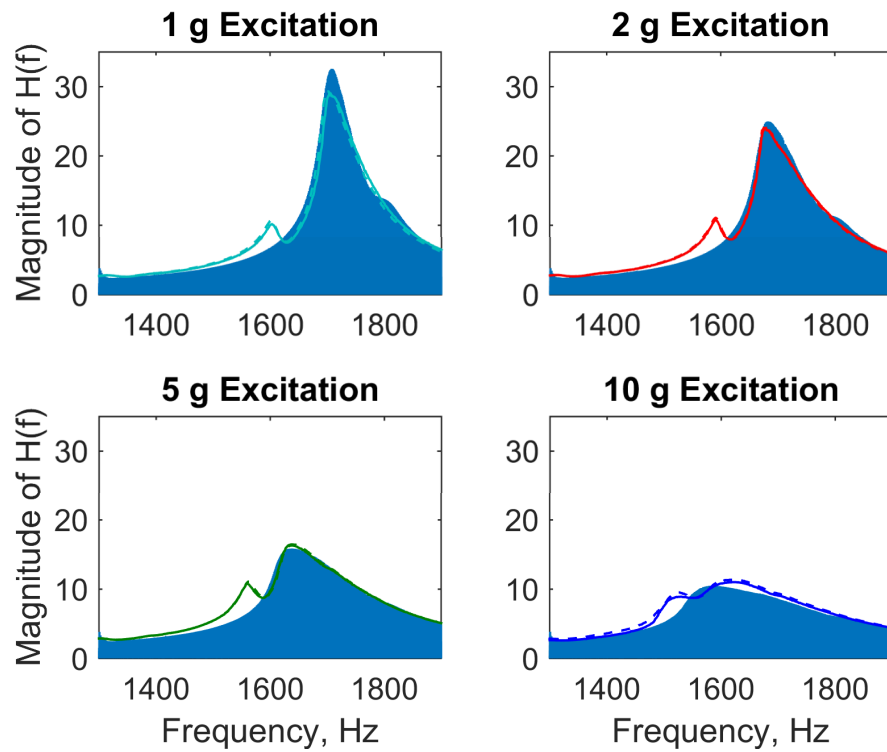 1 g Excitation
2 g Excitation
Magnitude of H(f)
30
20
10
0
1400 1600 1800
30
20
10
0
1400 1600 1800
5 g Excitation
10 g Excitation
Magnitude of H(f)
30
20
10
0
1400 1600 1800
Frequency, Hz
30
20
10
0
1400 1600 1800
Frequency, Hz